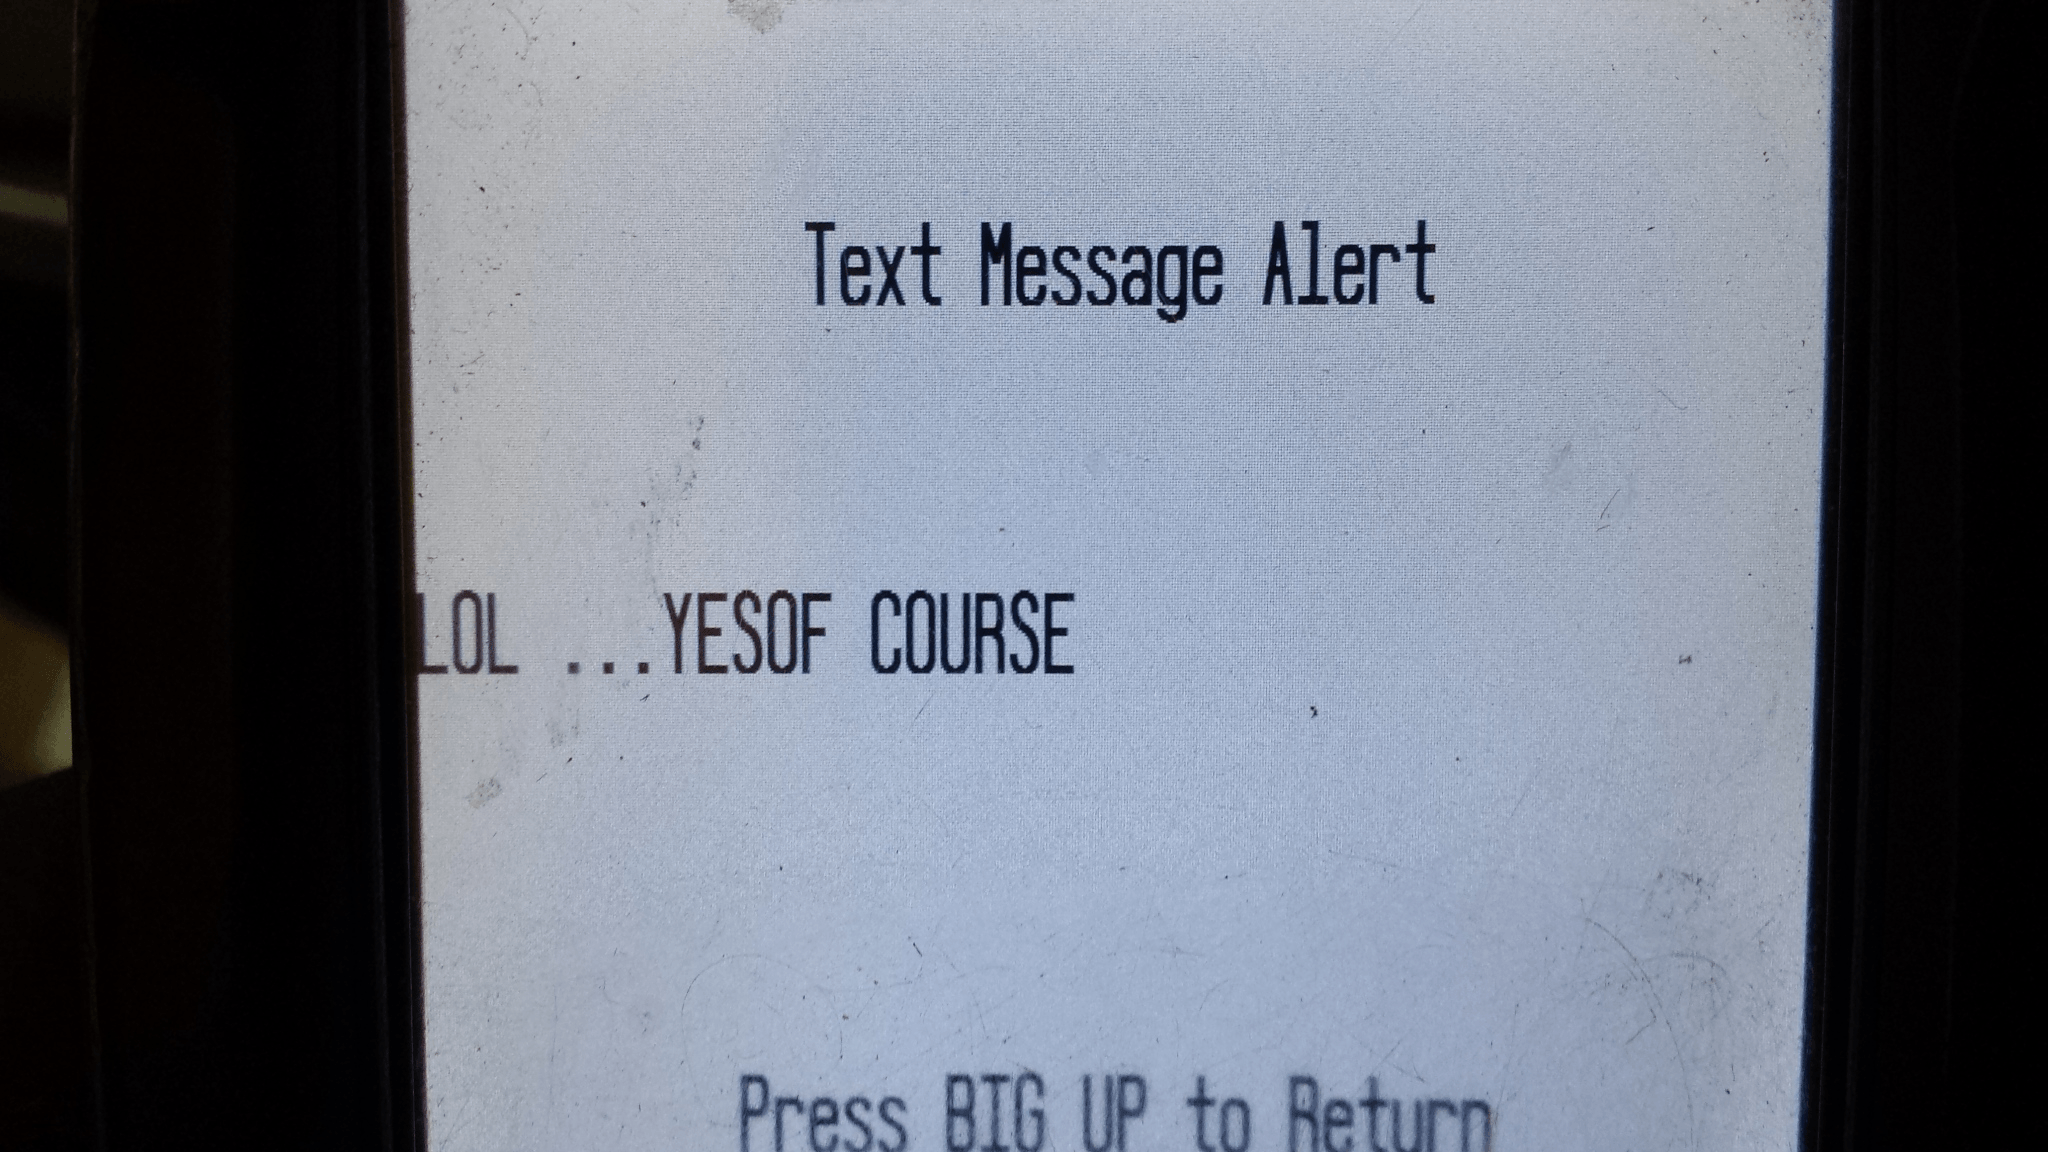 Text Message Alert
LOL ...YESOF COURSE
Press BIG UP to Return